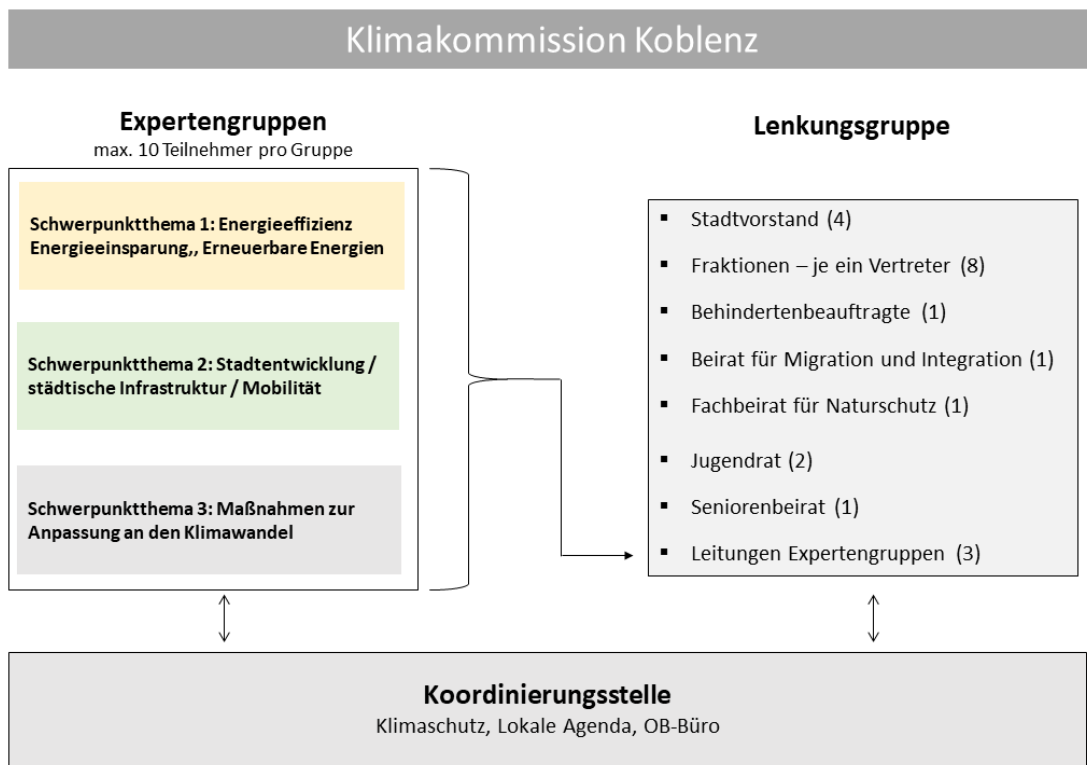 Klimakommission Koblenz
Expertengruppen
max. 10 Teilnehmer pro Gruppe
Schwerpunktthema 1: Energieeffizienz
Energieeinsparung,, Erneuerbare Energien
Schwerpunktthema 2: Stadtentwicklung /
städtische Infrastruktur / Mobilität
Schwerpunktthema 3: Maßnahmen zur
Anpassung an den Klimawandel
Lenkungsgruppe
▪ Stadtvorstand (4)
▪ Fraktionen – je ein Vertreter (8)
▪ Behindertenbeauftragte (1)
▪ Beirat für Migration und Integration (1)
▪ Fachbeirat für Naturschutz (1)
▪ Jugendrat (2)
▪ Seniorenbeirat (1)
▪ Leitungen Expertengruppen (3)
Koordinierungsstelle
Klimaschutz, Lokale Agenda, OB-Büro